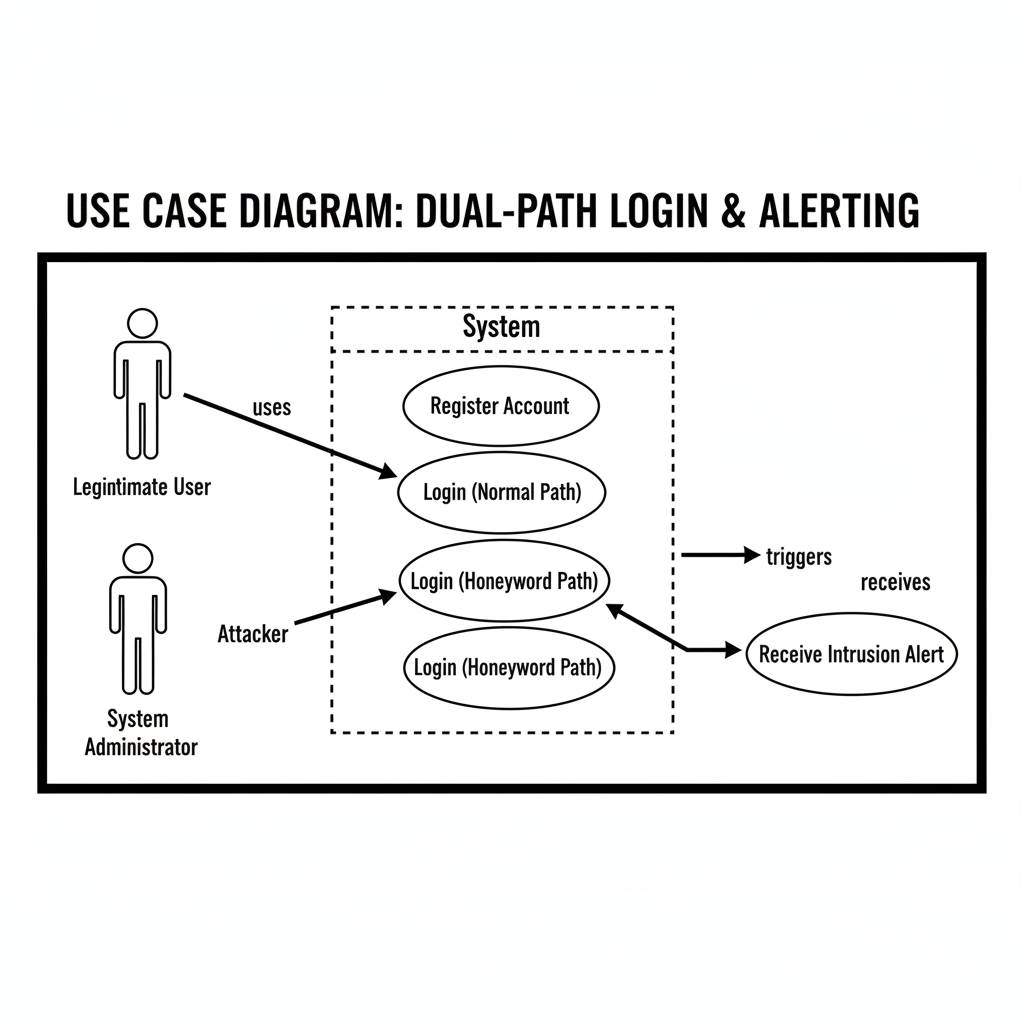 USE CASE DIAGRAM: DUAL-PATH LOGIN & ALERTING
System
Register Account
uses
Legintimate User
Login (Normal Path)
triggers
Login (Honeyword Path)
receives
Attacker
Receive Intrusion Alert
Login (Honeyword Path)
System
Administrator